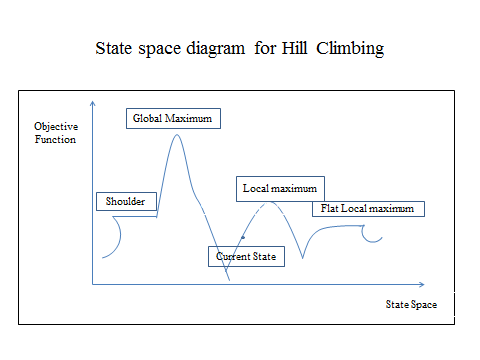 State space diagram for Hill Climbing
Objective
Function
Global Maximum
Shoulder
Local maximum
Flat Local maximum
Current State
State Space